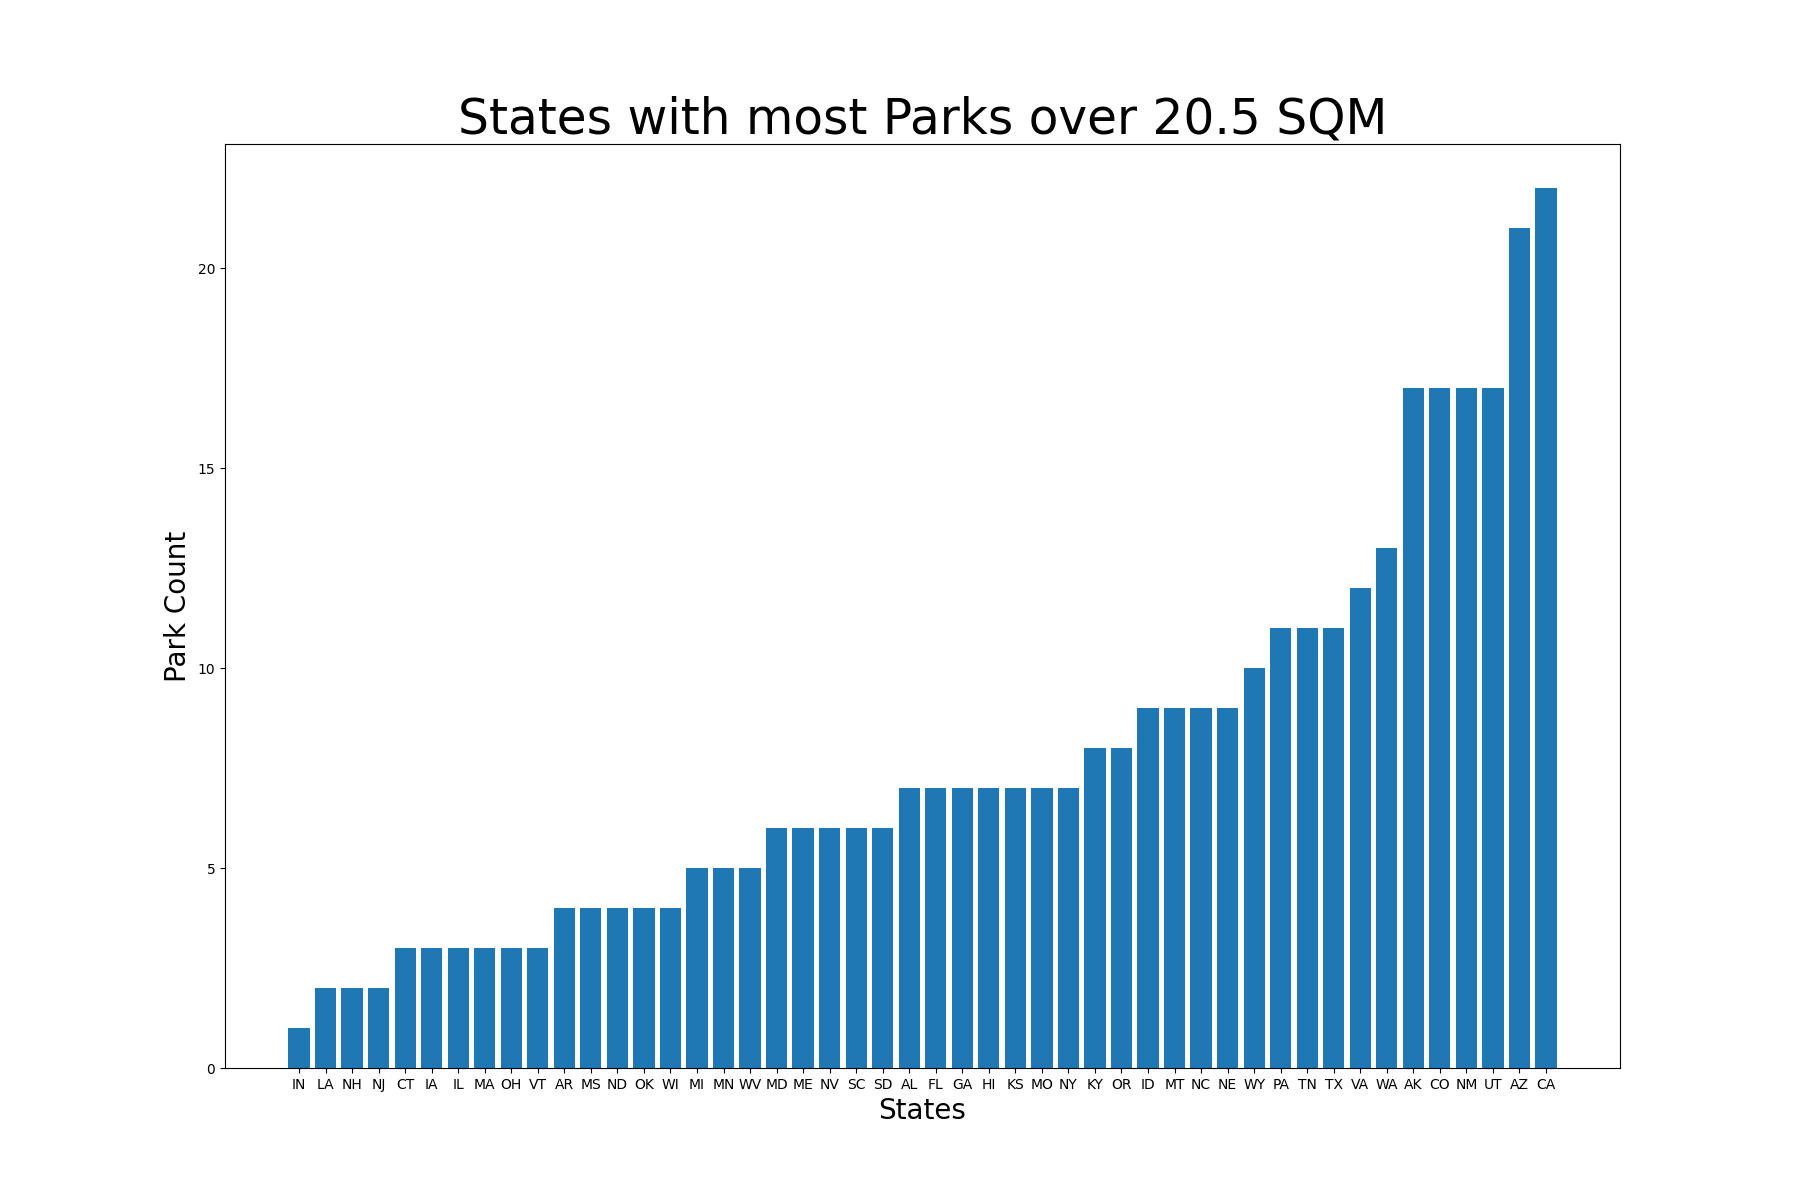 States with most Parks over 20.5 SQM
20
15
10
5
0
Park Count
IN LA NH NJ CT IA IL MA OH VT AR MS ND OK WI MI MN WV MD ME NV SC SD AL FL GA HI KS MO NY KY OR ID MT NC NE WY PA TN TX VA WA AK CO NM UT AZ CA
States